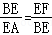 BE/EA = EF/BE